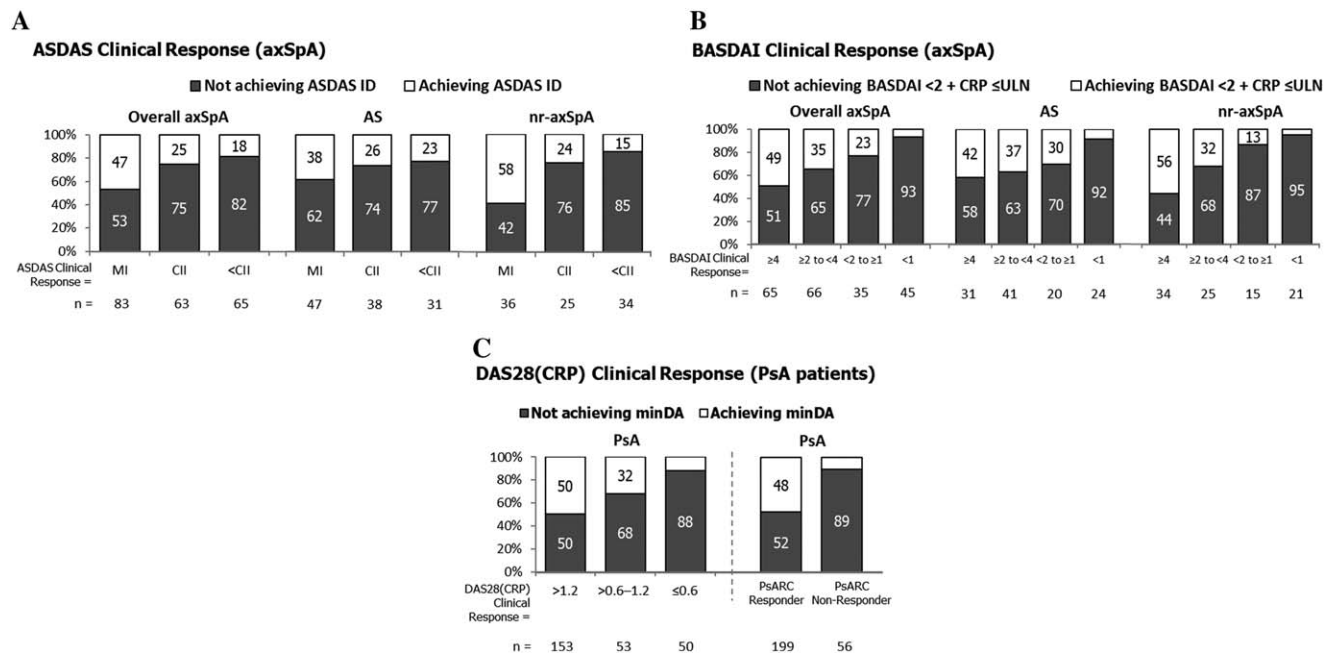 A
ASDAS Clinical Response (axSpA)
Not achieving ASDAS ID Achieving ASDAS ID
Overall axSpA AS nr-axSpA
100%
80%
60%
40%
20%
0%
47 25 18 38 26 23 58 24 15
53 75 82 62 74 77 42 76 85
ASDAS Clinical
Response =
MI CII <CII MI CII <CII MI CII <CII
n = 83 63 65 47 38 31 36 25 34
B
BASDAI Clinical Response (axSpA)
Not achieving BASDAI <2 + CRP ≤ULN Achieving BASDAI <2 + CRP ≤ULN
Overall axSpA AS nr-axSpA
100%
80%
60%
40%
20%
0%
49 35 23 42 37 30 56 32 13
51 65 77 93 58 63 70 92 44 68 87 95
BASDAI Clinical
Response=
≥4 ≥2 to <4 <2 to ≥1 <1 ≥4 ≥2 to <4 <2 to ≥1 <1 ≥4 ≥2 to <4 <2 to ≥1 <1
n = 65 66 35 45 31 41 20 24 34 25 15 21
C
DAS28(CRP) Clinical Response (PsA patients)
Not achieving minDA Achieving minDA
PsA PsA
100%
80%
60%
40%
20%
0%
50 32 48
50 68 88 52 89
DAS28(CRP)
Clinical
Response =
>1.2 >0.6–1.2 ≤0.6
PsARC
Responder
PsARC
Non-Responder
n = 153 53 50 199 56